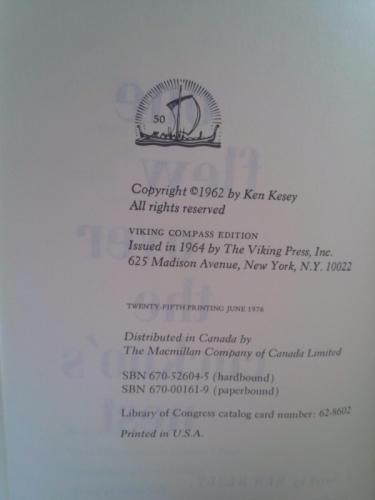 50
Copyright ©1962 by Ken Kesey
All rights reserved
VIKING COMPASS EDITION
Issued in 1964 by The Viking Press, Inc.
625 Madison Avenue, New York, N.Y. 10022
TWENTY-FIFTH PRINTING JUNE 1976
Distributed in Canada by
The Macmillan Company of Canada Limited
SBN 670-52604-5 (hardbound)
SBN 670-00161-9 (paperbound)
Library of Congress catalog card number: 62-8602
Printed in U.S.A.